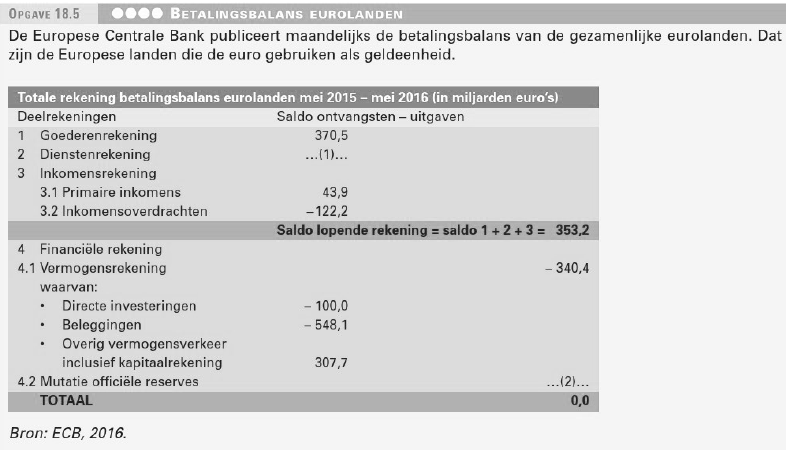 OPGAVE 18.5 BETALINGSBALANS EUROLANDEN
De Europese Centrale Bank publiceert maandelijks de betalingsbalans van de gezamenlijke eurolanden. Dat
zijn de Europese landen die de euro gebruiken als geldeenheid.
Totale rekening betalingsbalans eurolanden mei 2015 – mei 2016 (in miljarden euro's)
Deelrekeningen Saldo ontvangsten – uitgaven
1 Goederenrekening 370,5
2 Dienstenrekening ...(1)...
3 Inkomensrekening
3.1 Primaire inkomens 43,9
3.2 Inkomensoverdrachten –122,2
Saldo lopende rekening = saldo 1 + 2 + 3 = 353,2
4 Financiële rekening
4.1 Vermogensrekening – 340,4
waarvan:
• Directe investeringen – 100,0
• Beleggingen – 548,1
• Overig vermogensverkeer
inclusief kapitaalrekening 307,7
4.2 Mutatie officiële reserves ...(2)...
TOTAAL 0,0
Bron: ECB, 2016.